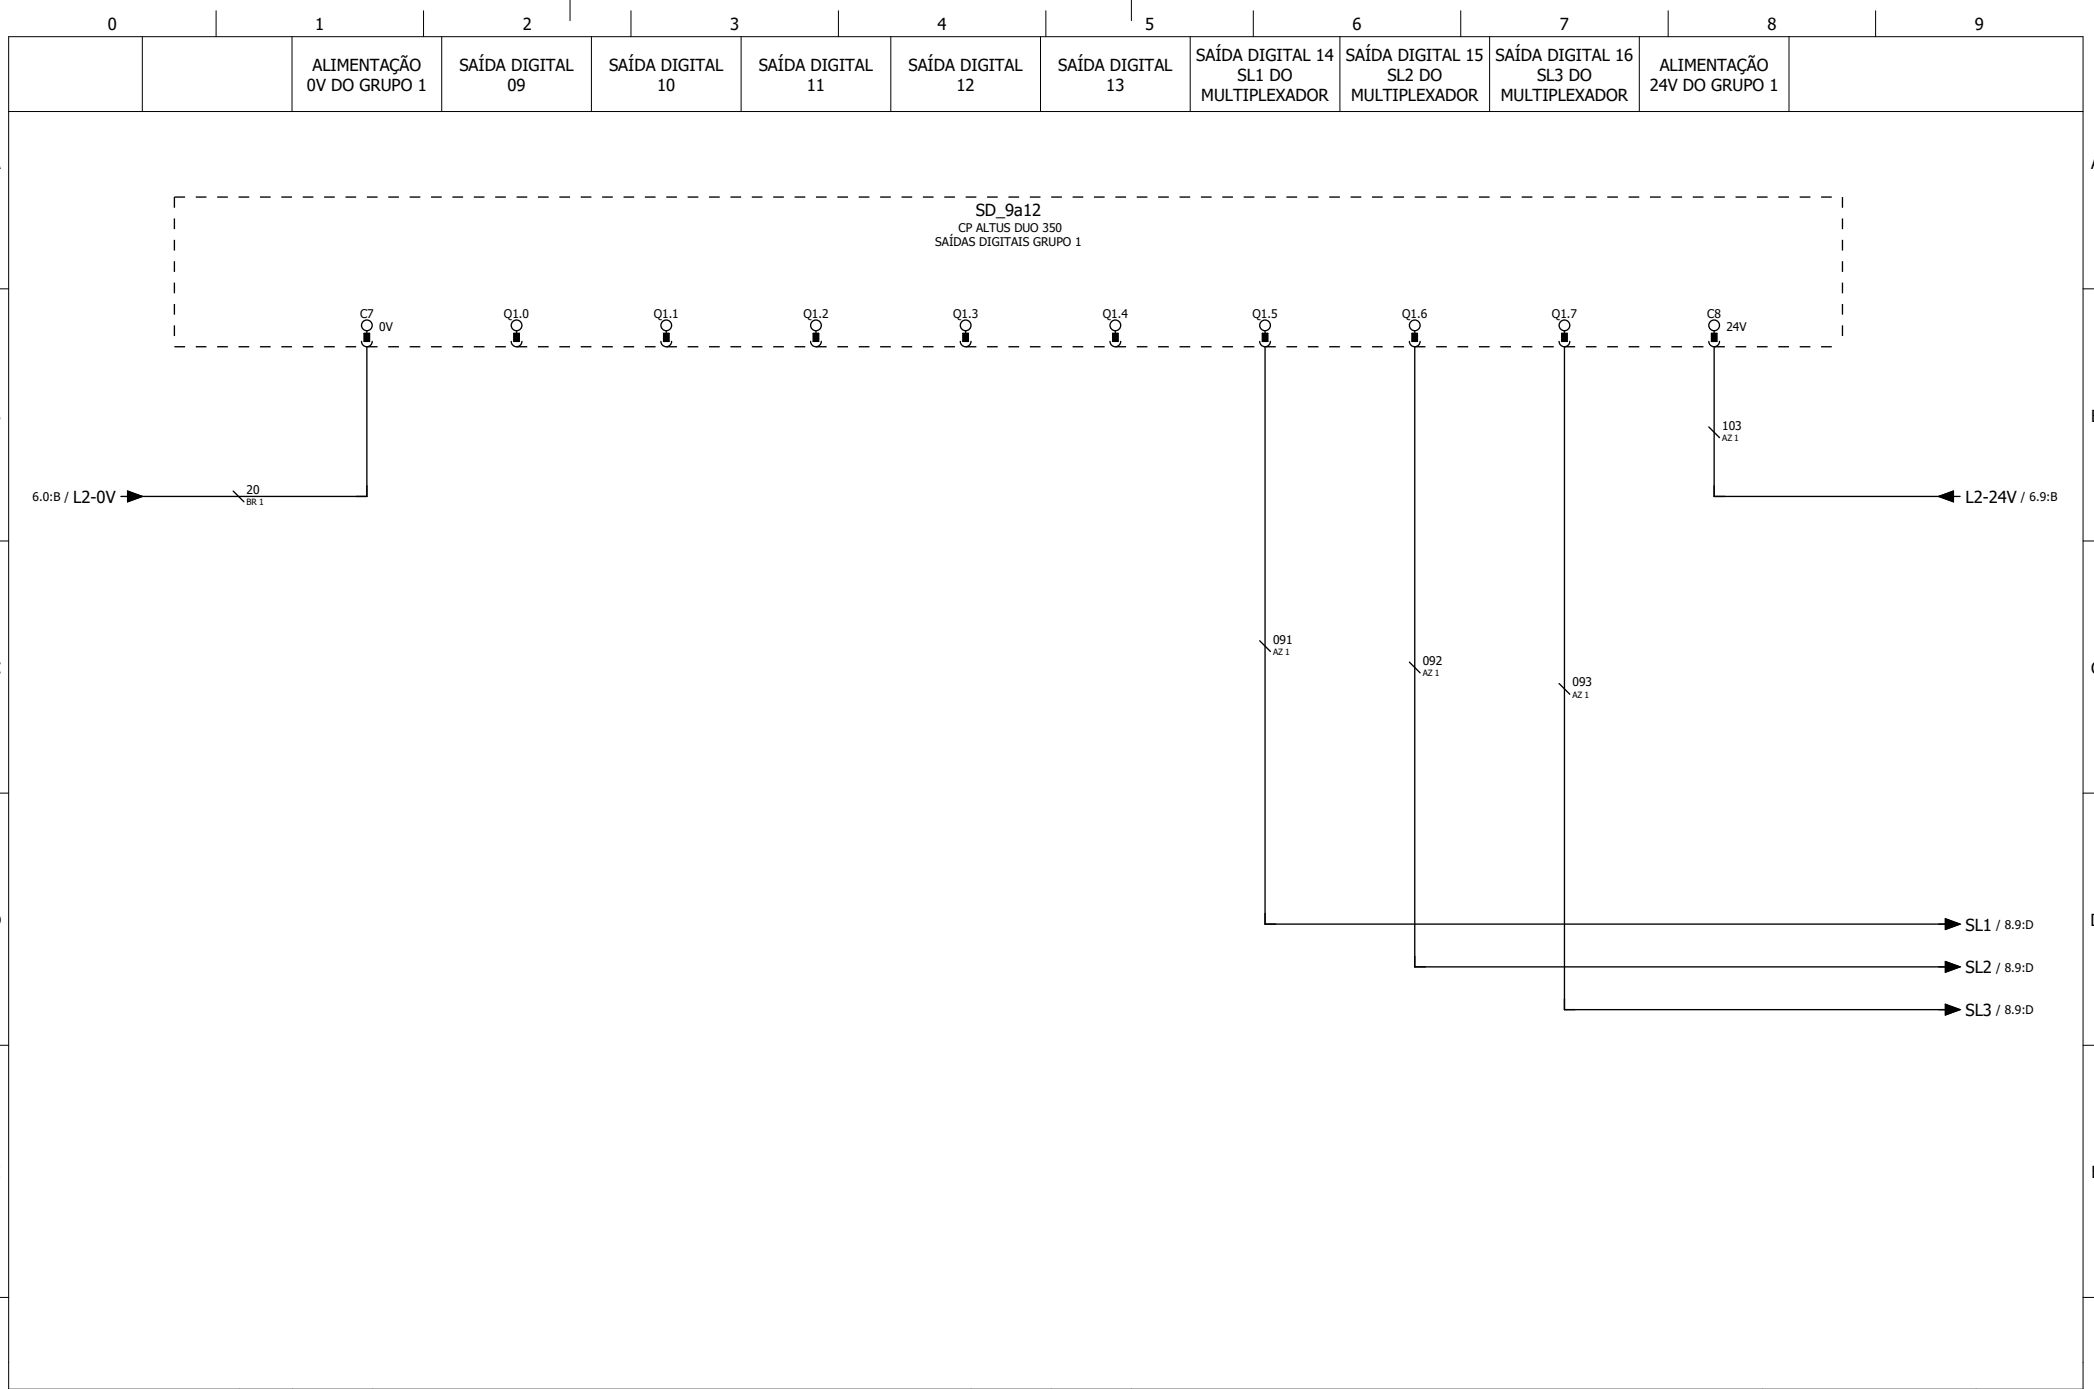 0 1 2 3 4 5 6 7 8 9
ALIMENTAÇÃO
0V DO GRUPO 1
SAÍDA DIGITAL
09
SAÍDA DIGITAL
10
SAÍDA DIGITAL
11
SAÍDA DIGITAL
12
SAÍDA DIGITAL
13
SAÍDA DIGITAL 14
SL1 DO
MULTIPLEXADOR
SAÍDA DIGITAL 15
SL2 DO
MULTIPLEXADOR
SAÍDA DIGITAL 16
SL3 DO
MULTIPLEXADOR
ALIMENTAÇÃO
24V DO GRUPO 1
SD_9a12
CP ALTUS DUO 350
SAÍDAS DIGITAIS GRUPO 1
C7 Q1.0 Q1.1 Q1.2 Q1.3 Q1.4 Q1.5 Q1.6 Q1.7 C8
0V 24V
103
AZ 1
6.0:B / L2-0V
20
BR 1
L2-24V / 6.9:B
091
AZ 1
092
AZ 1
093
AZ 1
SL1 / 8.9:D
SL2 / 8.9:D
SL3 / 8.9:D